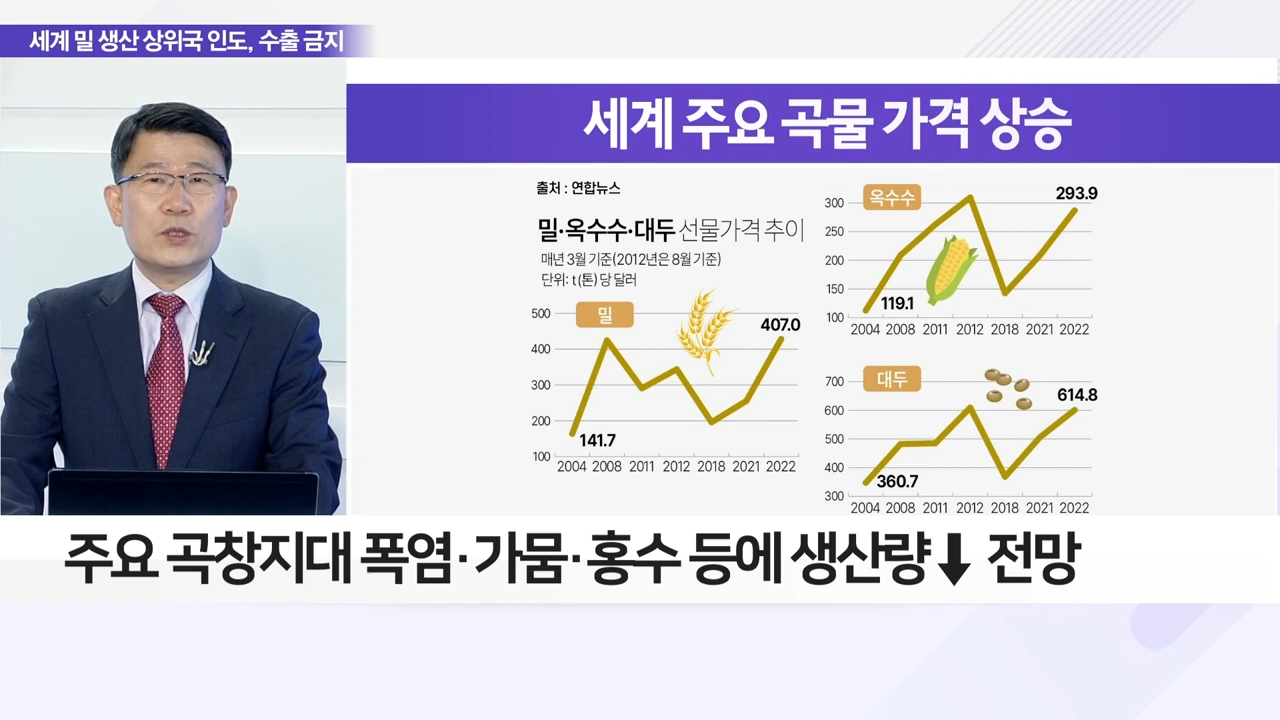 세계 밀 생산 상위국 인도, 수출 금지
세계 주요 곡물 가격 상승
출처 : 연합뉴스
밀·옥수수·대두 선물가격 추이
매년 3월 기준(2012년은 8월 기준)
단위: t(톤)당 달러
밀
500
400
300
200
100
407.0
141.7
2004 2008 2011 2012 2018 2021 2022
옥수수
300
250
200
150
100
293.9
119.1
2004 2008 2011 2012 2018 2021 2022
대두
700
600
500
400
300
614.8
360.7
2004 2008 2011 2012 2018 2021 2022
주요 곡창지대 폭염·가뭄·홍수 등에 생산량⬇ 전망